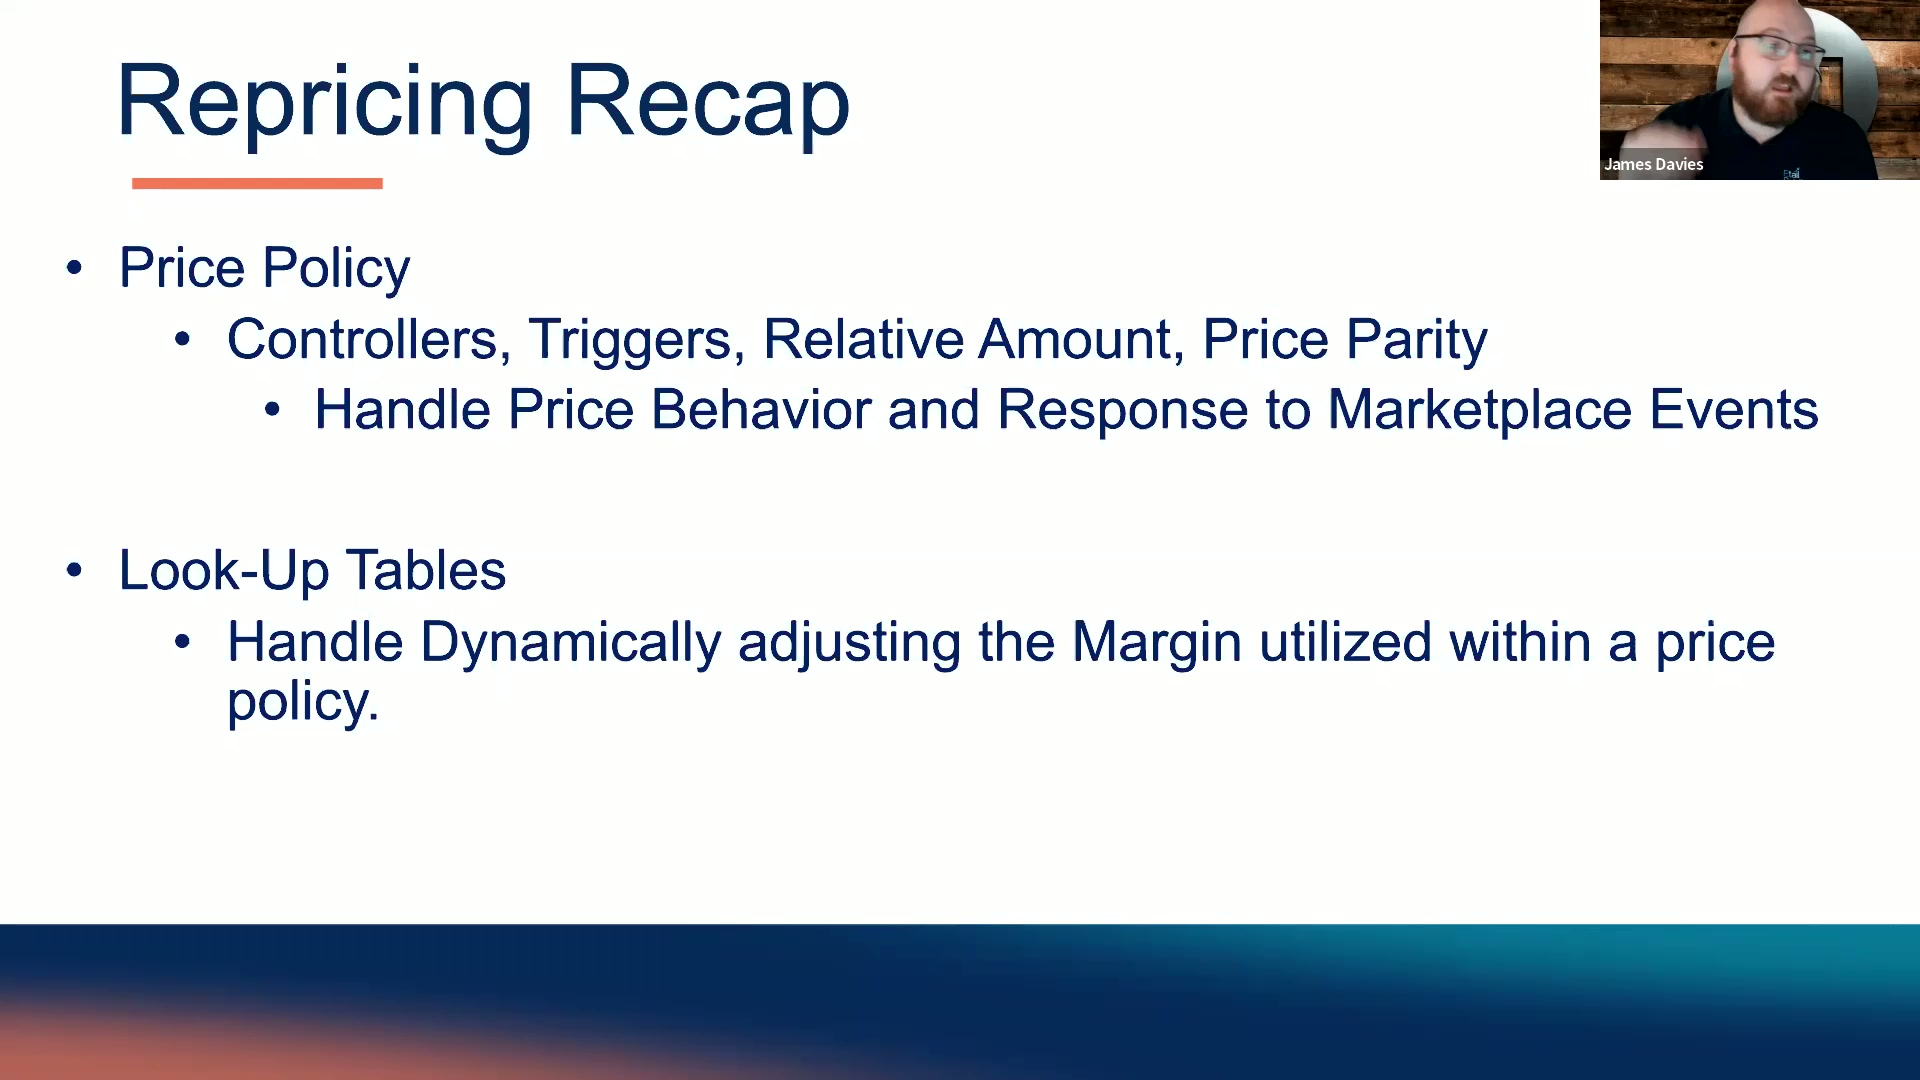 Repricing Recap
James Davies
• Price Policy
• Controllers, Triggers, Relative Amount, Price Parity
• Handle Price Behavior and Response to Marketplace Events
• Look-Up Tables
• Handle Dynamically adjusting the Margin utilized within a price
policy.